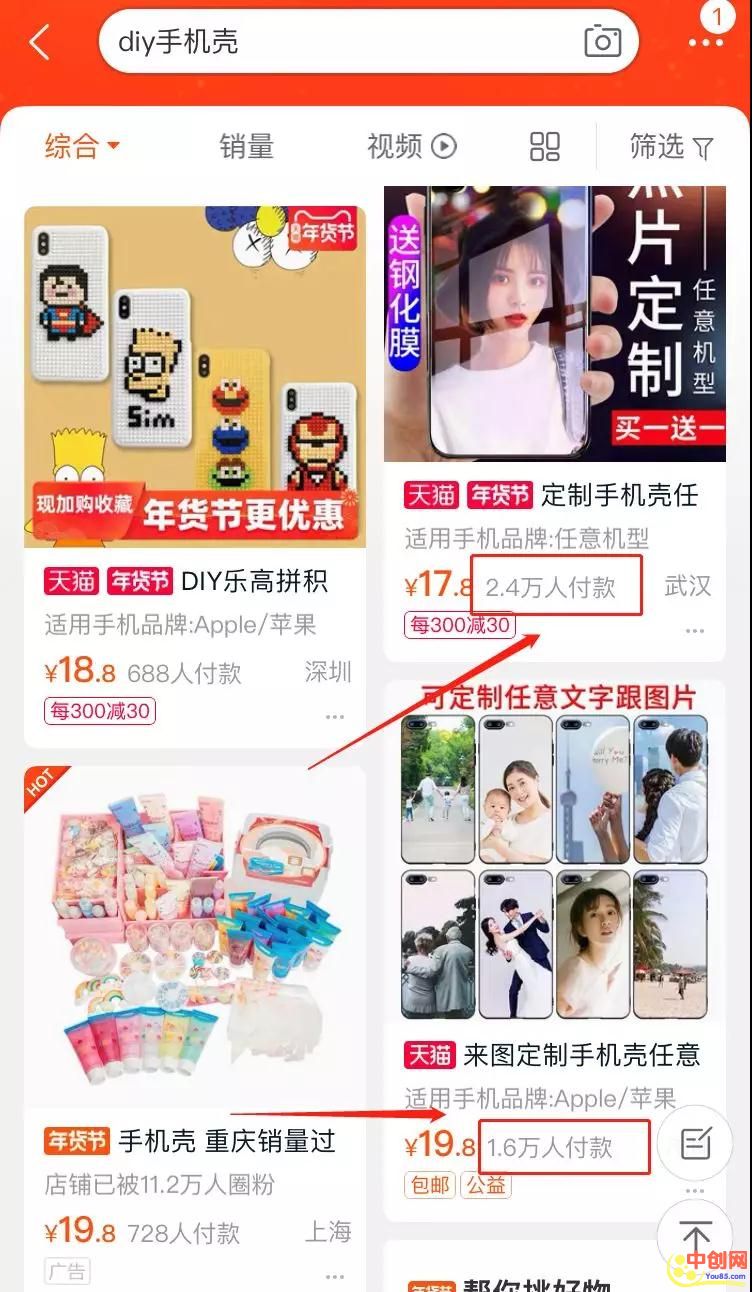 diy手机壳
1
综合
销量
视频
筛选
年货节
Sim
现加购收藏
年货节更优惠
天猫 年货节 DIY乐高拼积
适用手机品牌:Apple/苹果
¥18.8 688人付款 深圳
每300减30
送钢化膜
片定制
任意机型
买一送一
天猫 年货节 定制手机壳任
适用手机品牌:任意机型
¥17.8 2.4万人付款 武汉
每300减30
HOT
年货节 手机壳 重庆销量过
店铺已被11.2万人圈粉
¥19.8 728人付款 上海
广告
可定制任意文字跟图片
Will You
Marry Me?
天猫 来图定制手机壳任意
适用手机品牌:Apple/苹果
¥19.8 1.6万人付款
包邮 公益
年货节 帮你挑好物
中创网
You85.com